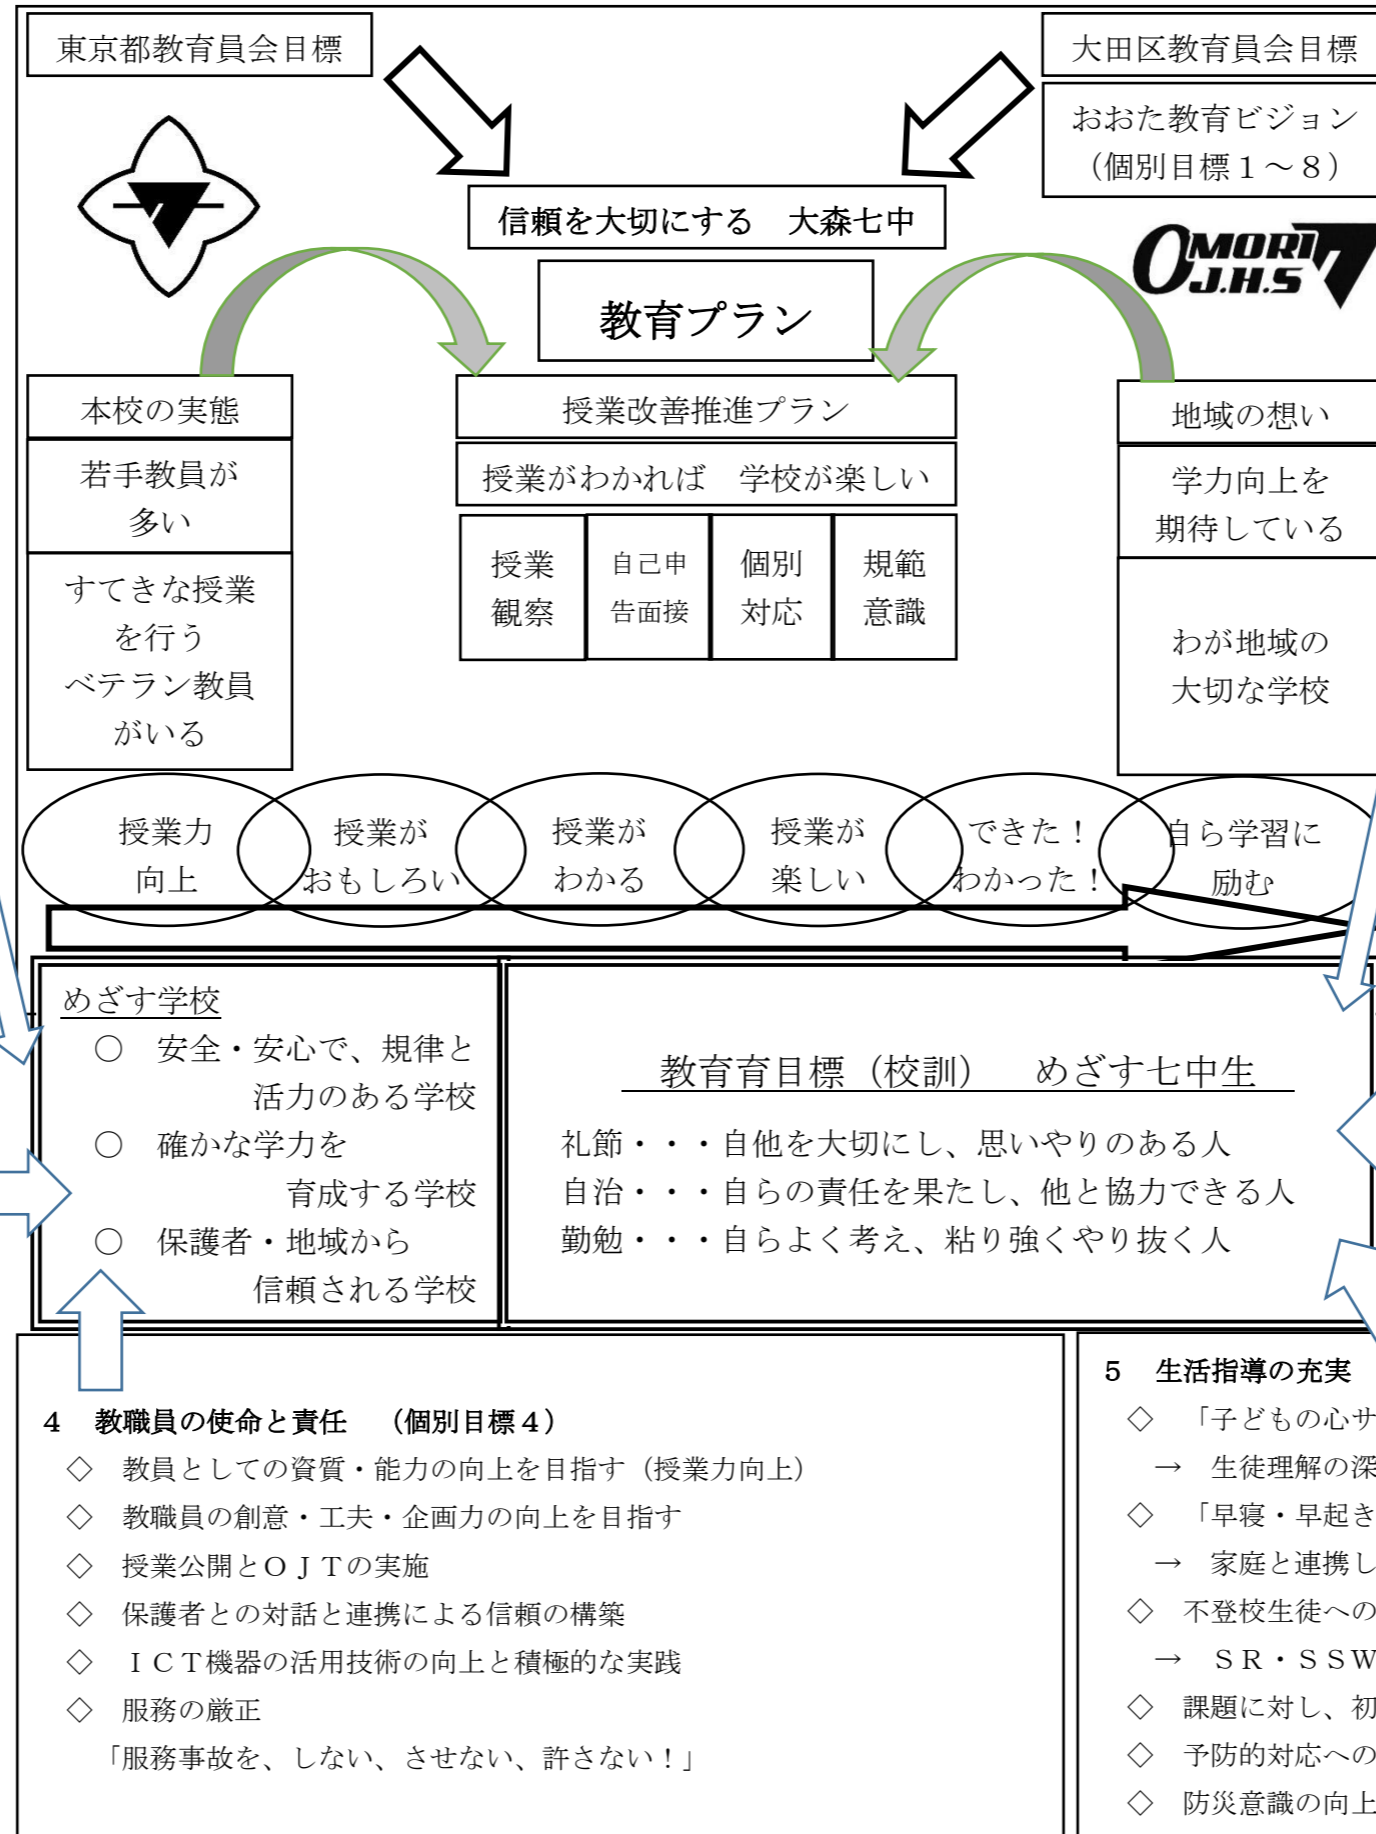 東京都教育員会目標
大田区教育員会目標
おおた教育ビジョン
（個別目標１～８）
信頼を大切にする　大森七中
OMORI 7
J.H.S
教育プラン
本校の実態
若手教員が
多い
すてきな授業
を行う
ベテラン教員
がいる
授業改善推進プラン
授業がわかれば　学校が楽しい
授業
観察
自己申
告面接
個別
対応
規範
意識
地域の想い
学力向上を
期待している
わが地域の
大切な学校
授業力
向上
授業が
おもしろい
授業が
わかる
授業が
楽しい
できた！
わかった！
自ら学習に
励む
めざす学校
○　安全・安心で、規律と
活力のある学校
○　確かな学力を
育成する学校
○　保護者・地域から
信頼される学校
教育育目標（校訓）　めざす七中生
礼節・・・自他を大切にし、思いやりのある人
自治・・・自らの責任を果たし、他と協力できる人
勤勉・・・自らよく考え、粘り強くやり抜く人
４　教職員の使命と責任　（個別目標４）
◇　教員としての資質・能力の向上を目指す（授業力向上）
◇　教職員の創意・工夫・企画力の向上を目指す
◇　授業公開とＯＪＴの実施
◇　保護者との対話と連携による信頼の構築
◇　ＩＣＴ機器の活用技術の向上と積極的な実践
◇　服務の厳正
「服務事故を、しない、させない、許さない！」
５　生活指導の充実
◇　「子どもの心サ
→　生徒理解の深
◇　「早寝・早起き
→　家庭と連携し
◇　不登校生徒への
→　ＳＲ・ＳＳＷ
◇　課題に対し、初
◇　予防的対応への
◇　防災意識の向上